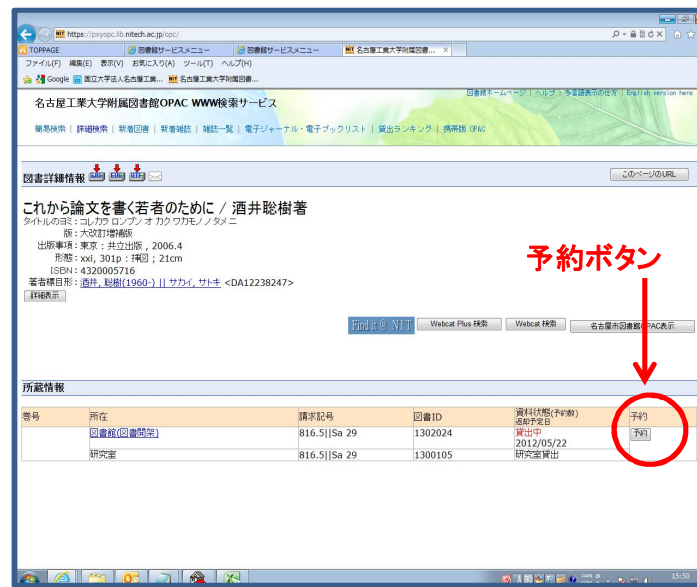 https://pxyopc.lib.nitech.ac.jp/opc/
TOPPAGE 図書館サービスメニュー 図書館サービスメニュー 名古屋工業大学附属図書...
ファイル(F) 編集(E) 表示(V) お気に入り(A) ツール(T) ヘルプ(H)
Google 国立大学法人名古屋工業... 名古屋工業大学附属図書...
図書館ホームページ | ヘルプ | 多言語表示の仕方 | English version here
名古屋工業大学附属図書館OPAC WWW検索サービス
簡易検索 | 詳細検索 | 新着図書 | 新着雑誌 | 雑誌一覧 | 電子ジャーナル・電子ブックリスト | 貸出ランキング | 携帯版 OPAC
図書詳細情報 このページのURL
これから論文を書く若者のために / 酒井聡樹著
タイトルのヨミ : コレカラ ロンブン オ カク ワカモノ ノ タメ ニ
版 : 大改訂増補版
出版事項 : 東京 : 共立出版 , 2006.4
形態 : xxi, 301p : 挿図 ; 21cm
ISBN : 4320005716
著者標目形 : 酒井, 聡樹(1960-) || サカイ, サトキ <DA12238247>
詳細表示
予約ボタン
Find it @ NIT Webcat Plus 検索 Webcat 検索 名古屋市図書館OPAC表示
所蔵情報
巻号 所在 請求記号 図書ID 資料状態(予約数) 予約
返却予定日
図書館(図書開架) 816.5||Sa 29 1302024 貸出中 予約
2012/05/22
研究室 816.5||Sa 29 1300105 研究室貸出
15:50